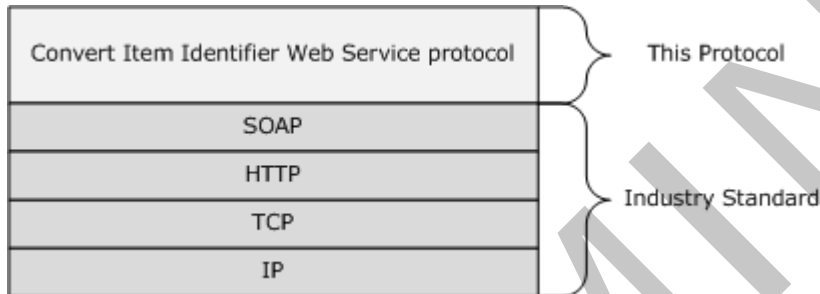 Convert Item Identifier Web Service protocol
This Protocol
SOAP
HTTP
Industry Standard
TCP
IP